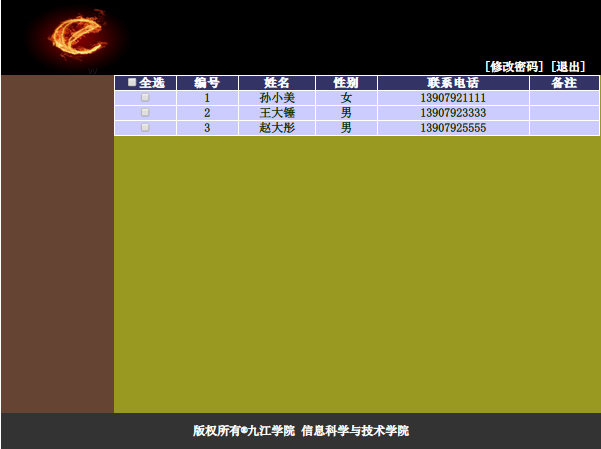 [修改密码] [退出]
全选 编号 姓名 性别 联系电话 备注
1 孙小美 女 13907921111
2 王大锤 男 13907923333
3 赵大彤 男 13907925555
版权所有®九江学院 信息科学与技术学院